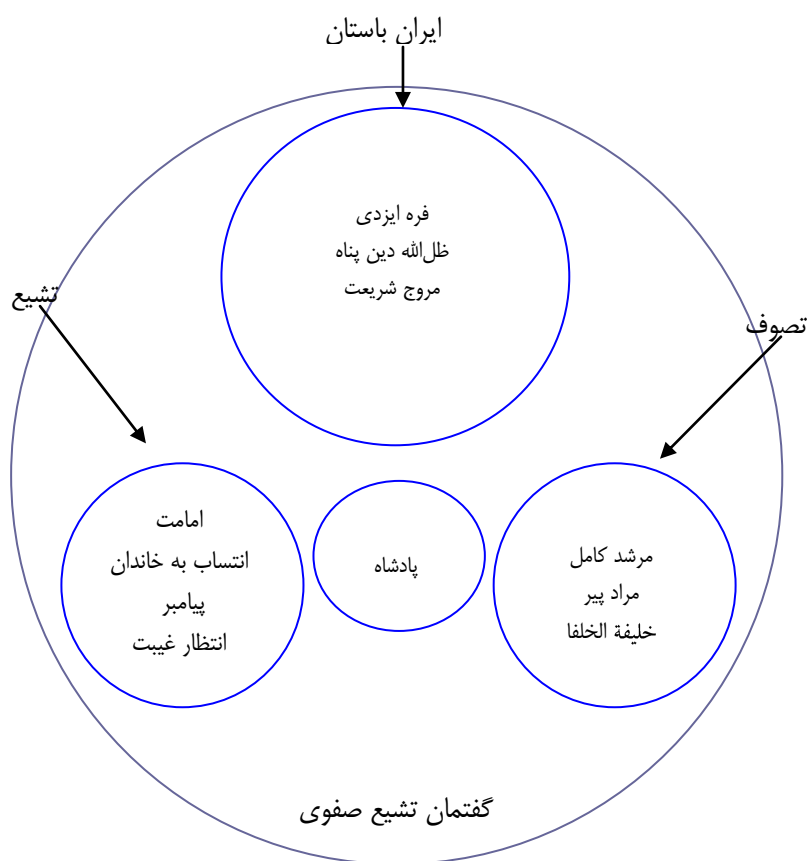 ایران باستان
فره ایزدی
ظل‌الله دین پناه
مروج شریعت
تشیع
تصوف
امامت
انتساب به خاندان
پیامبر
انتظار غیبت
پادشاه
مرشد کامل
مراد پیر
خلیفة الخلفا
گفتمان تشیع صفوی